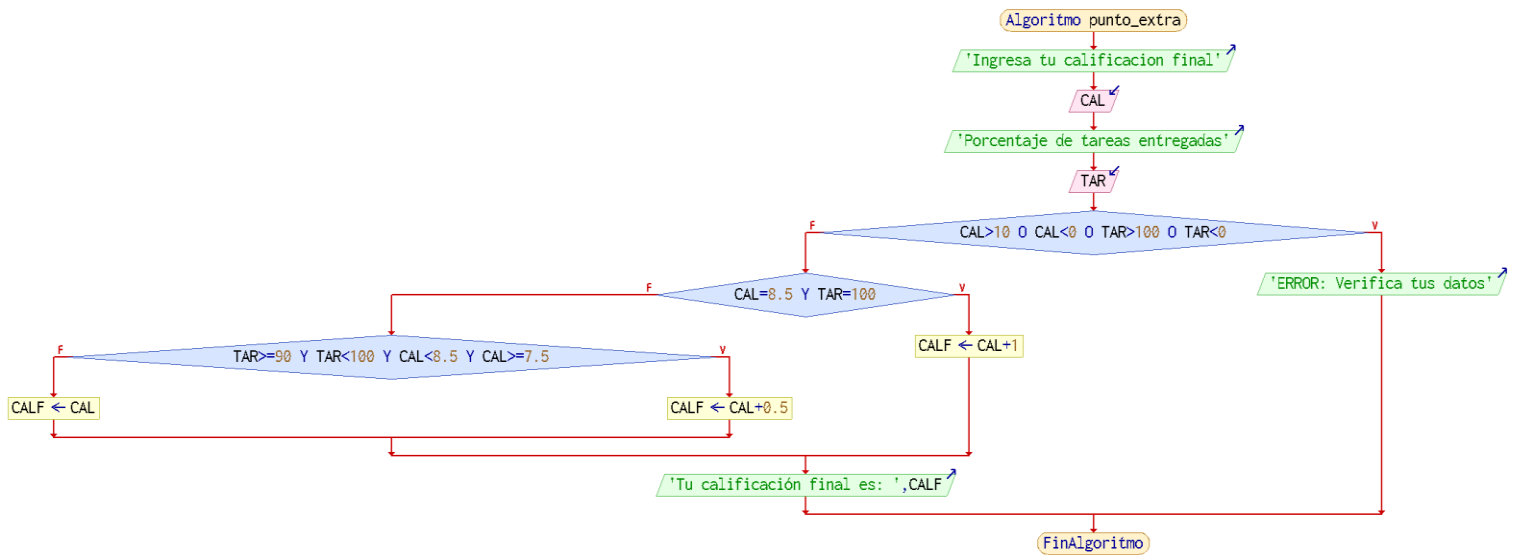 Algoritmo punto_extra
'Ingresa tu calificacion final'
CAL
'Porcentaje de tareas entregadas'
TAR
CAL>10 O CAL<0 O TAR>100 O TAR<0
F
V
'ERROR: Verifica tus datos'
CAL=8.5 Y TAR=100
F
V
CALF ← CAL+1
TAR>=90 Y TAR<100 Y CAL<8.5 Y CAL>=7.5
F
V
CALF ← CAL
CALF ← CAL+0.5
'Tu calificación final es: ',CALF
FinAlgoritmo